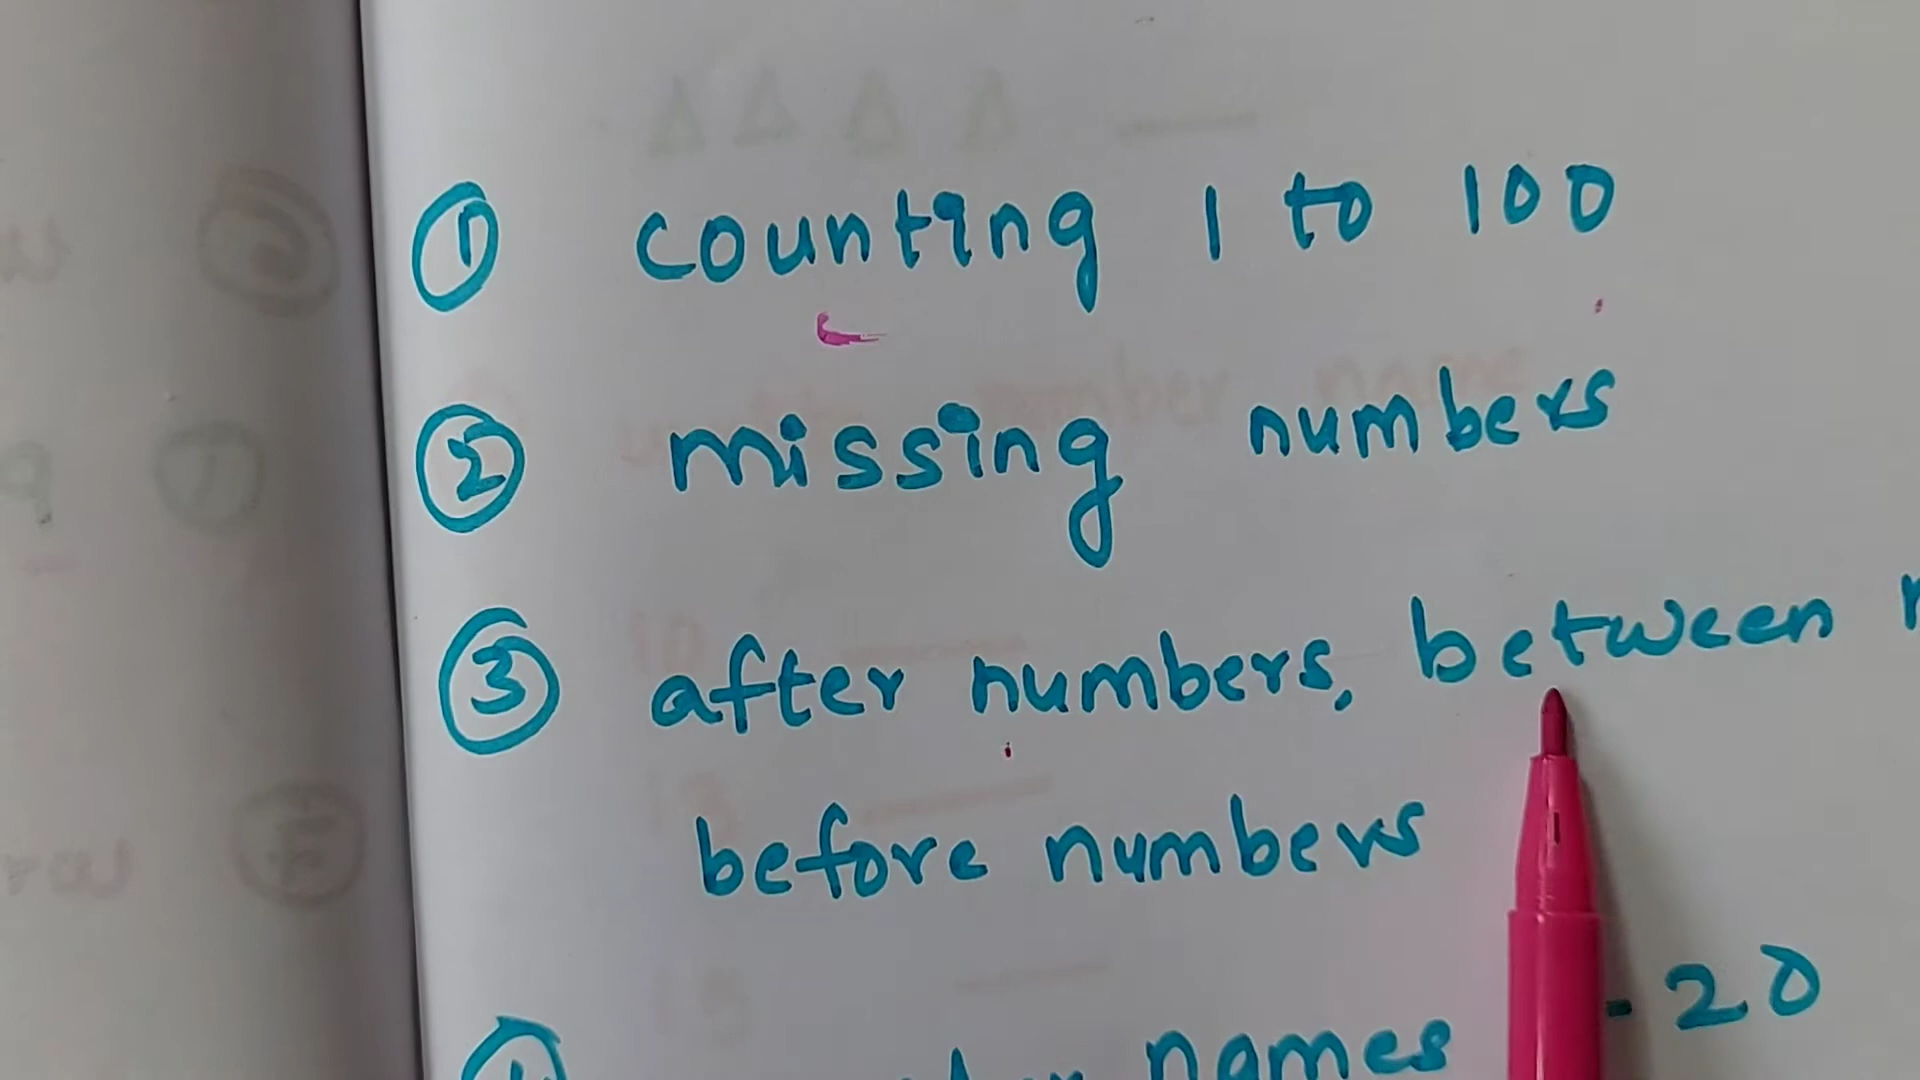 ① counting 1 to 100
② missing numbers
③ after numbers, between
before numbers
names - 20